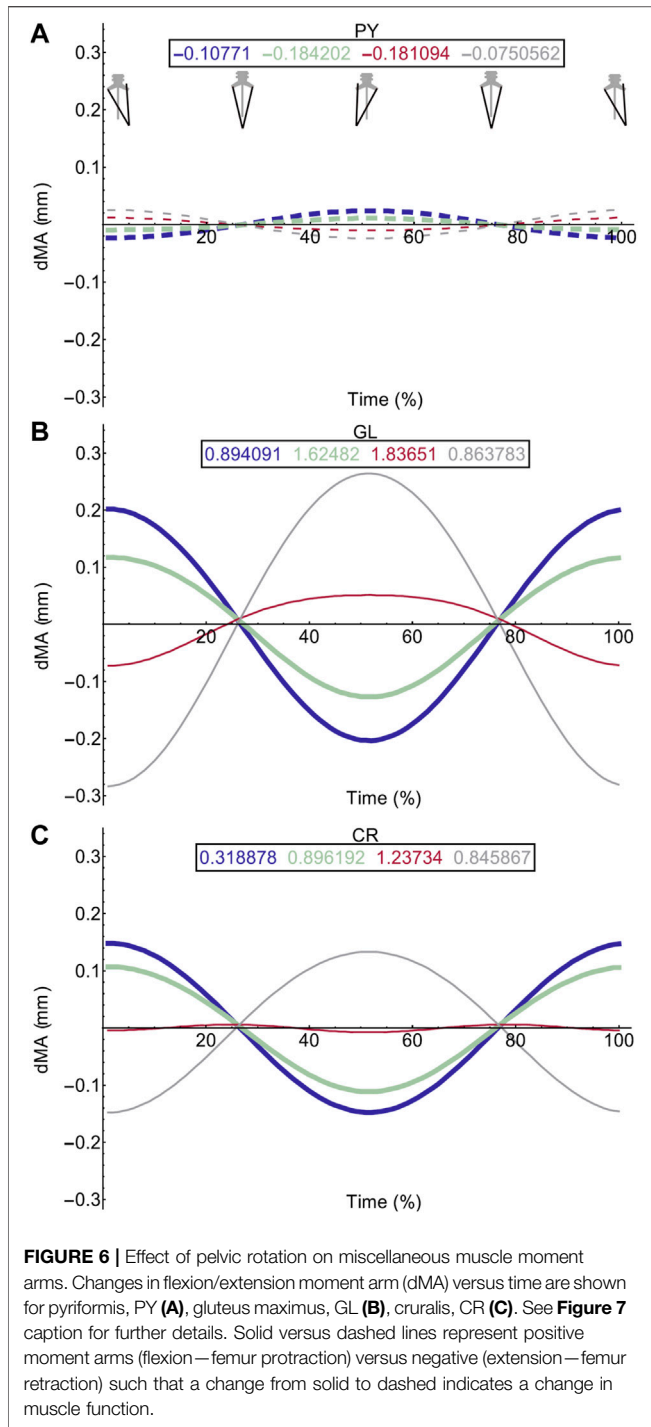 A
PY
−0.10771 −0.184202 −0.181094 −0.0750562
0.3
0.2
0.1
20 40 60 80 100
−0.1
−0.2
−0.3
dMA (mm)
Time (%)
B
GL
0.894091 1.62482 1.83651 0.863783
0.3
0.2
0.1
20 40 60 80 100
−0.1
−0.2
−0.3
dMA (mm)
Time (%)
C
CR
0.318878 0.896192 1.23734 0.845867
0.3
0.2
0.1
20 40 60 80 100
−0.1
−0.2
−0.3
dMA (mm)
Time (%)
FIGURE 6 | Effect of pelvic rotation on miscellaneous muscle moment
arms. Changes in flexion/extension moment arm (dMA) versus time are shown
for pyriformis, PY (A), gluteus maximus, GL (B), cruralis, CR (C). See Figure 7
caption for further details. Solid versus dashed lines represent positive
moment arms (flexion—femur protraction) versus negative (extension—femur
retraction) such that a change from solid to dashed indicates a change in
muscle function.